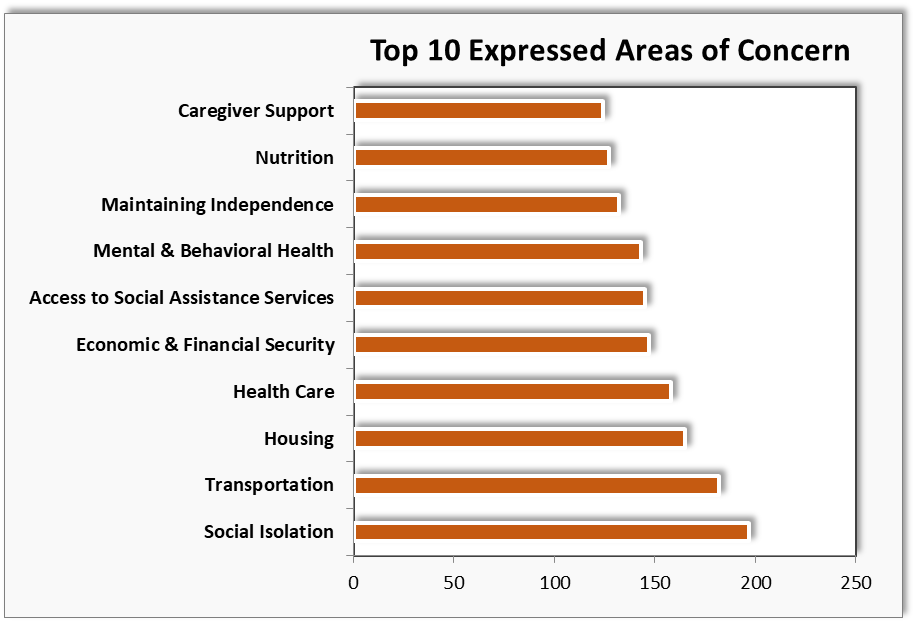 Top 10 Expressed Areas of Concern
Caregiver Support
Nutrition
Maintaining Independence
Mental & Behavioral Health
Access to Social Assistance Services
Economic & Financial Security
Health Care
Housing
Transportation
Social Isolation
0 50 100 150 200 250